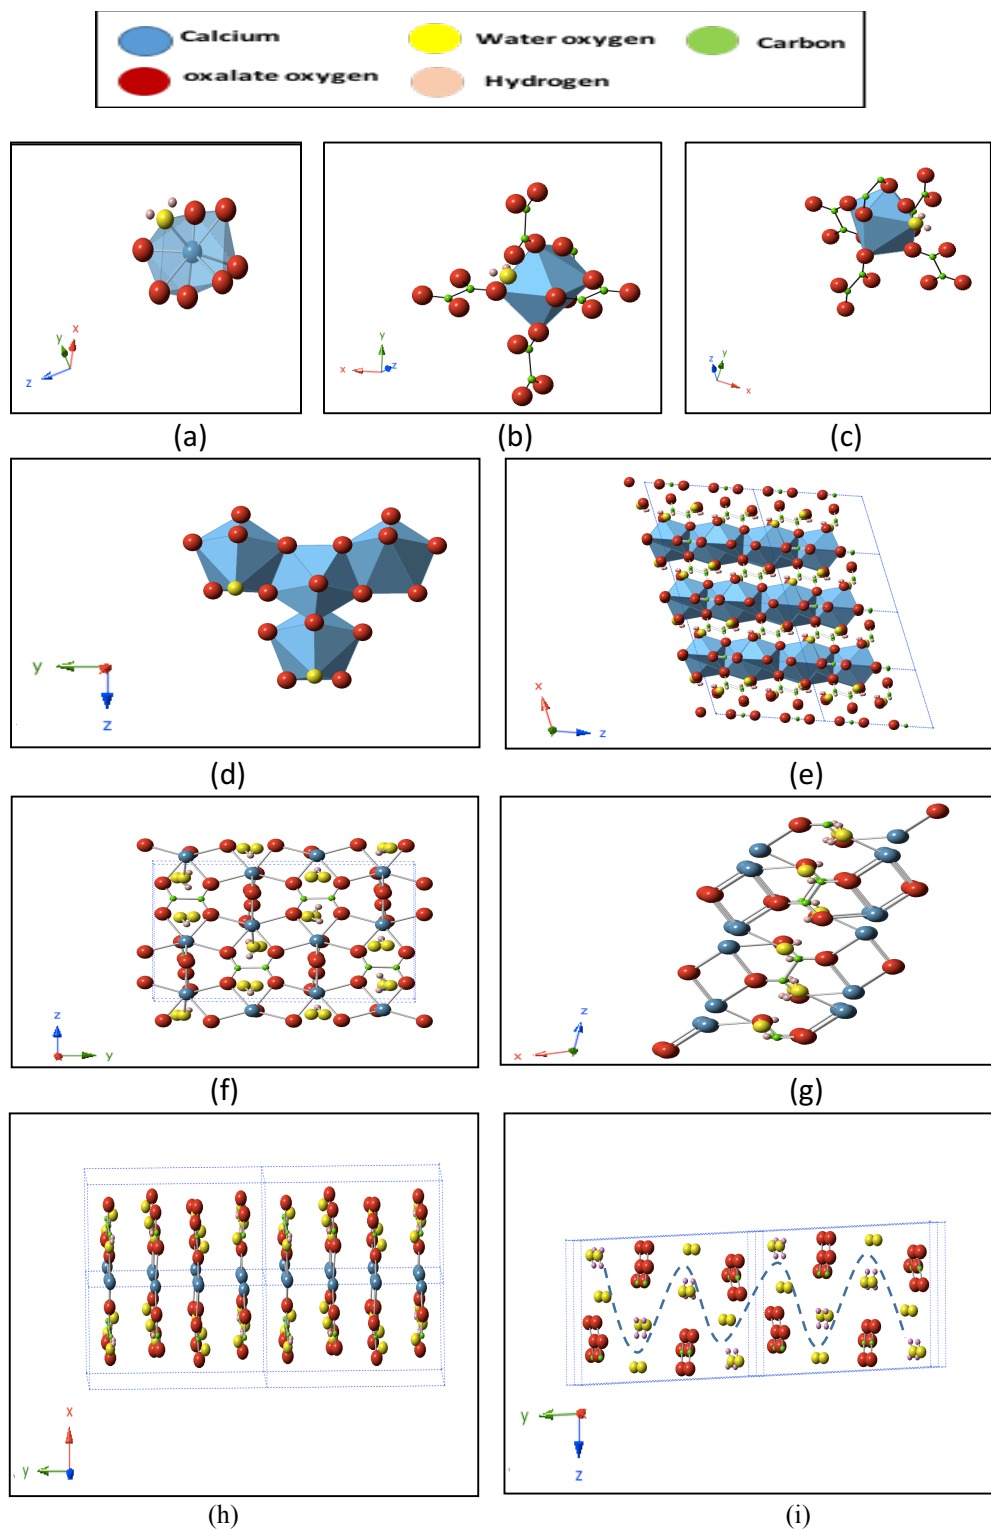 Calcium Water oxygen Carbon
oxalate oxygen Hydrogen
x
y
z
(a)
y
x z
(b)
z y
x
(c)
y
z
(d)
x
z
(e)
z
y
(f)
z
x
(g)
x
y
(h)
y
z
(i)